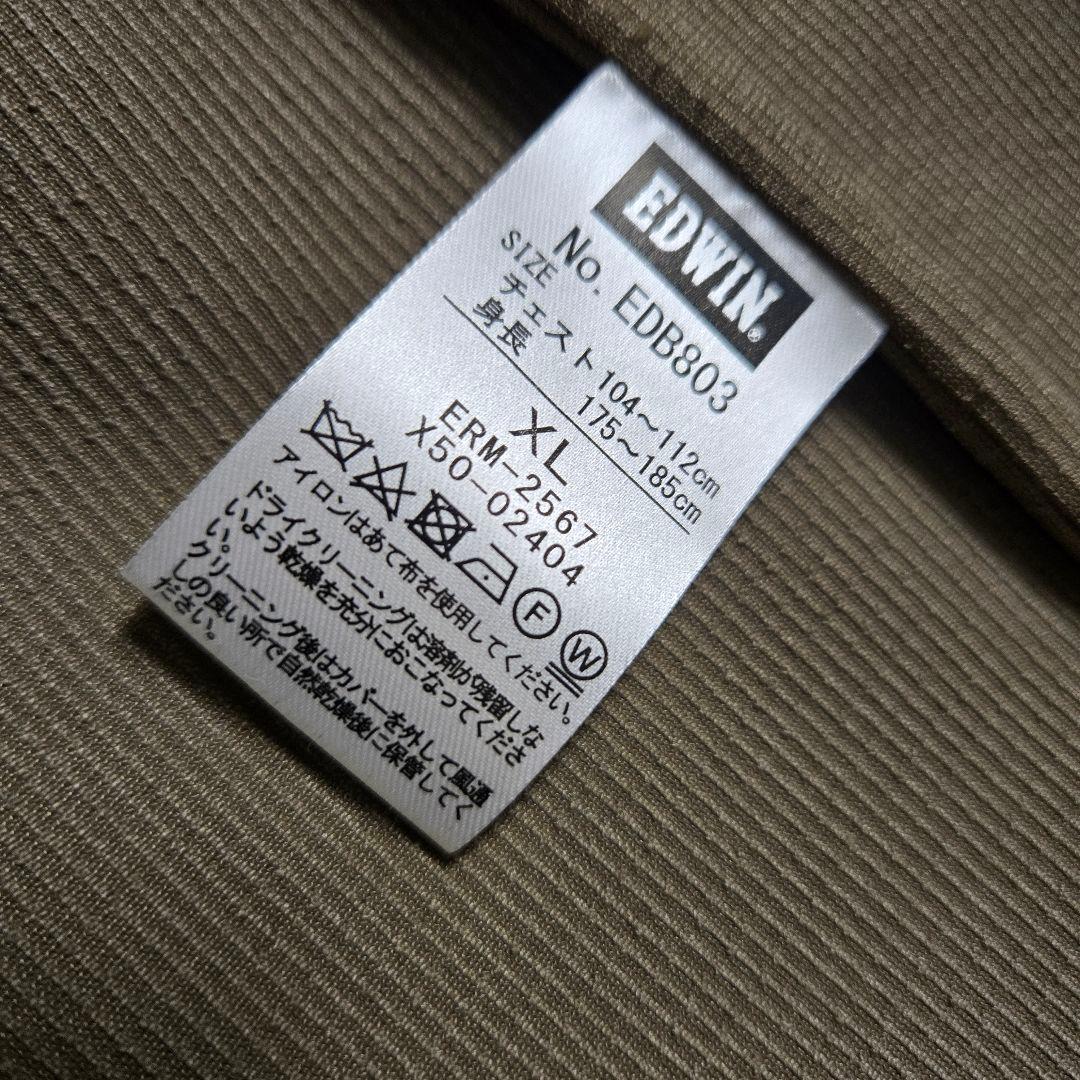 EDWIN®
No. EDB803
SIZE
チェスト 104～112cm
身長 175～185cm
XL
ERM-2567
X50-02404
F W
アイロンはあて布を使用してください。
ドライクリーニングは溶剤が残留しな
いよう乾燥を充分におこなってくださ
い。
クリーニング後はカバーを外して風通
しの良い所で自然乾燥後に保管してく
ださい。